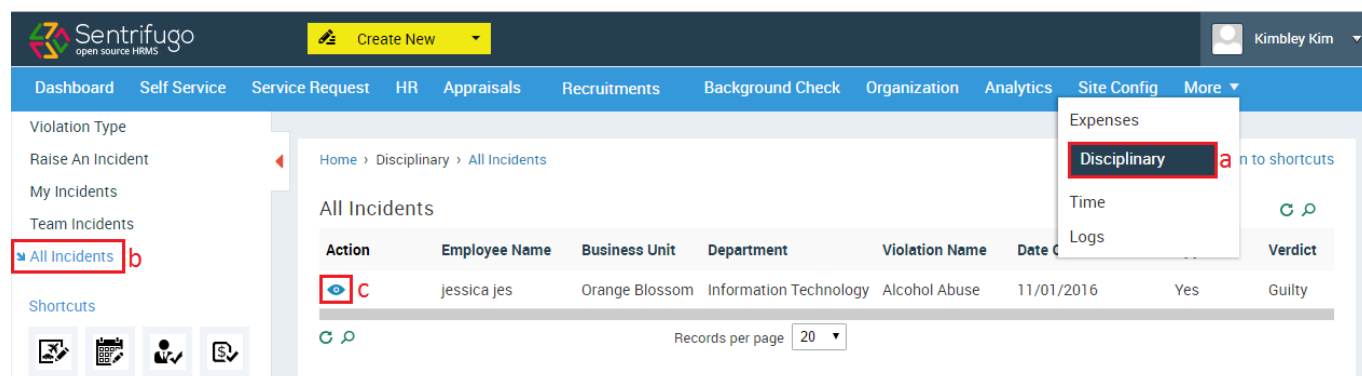 Sentrifugo
open source HRMS
Create New
Kimbley Kim
Dashboard Self Service Service Request HR Appraisals Recruitments Background Check Organization Analytics Site Config More
Violation Type
Raise An Incident
My Incidents
Team Incidents
All Incidents b
Shortcuts
Expenses
Disciplinary a
Time
Logs
Home › Disciplinary › All Incidents
n to shortcuts
All Incidents
Action Employee Name Business Unit Department Violation Name Date Verdict
c jessica jes Orange Blossom Information Technology Alcohol Abuse 11/01/2016 Yes Guilty
Records per page 20